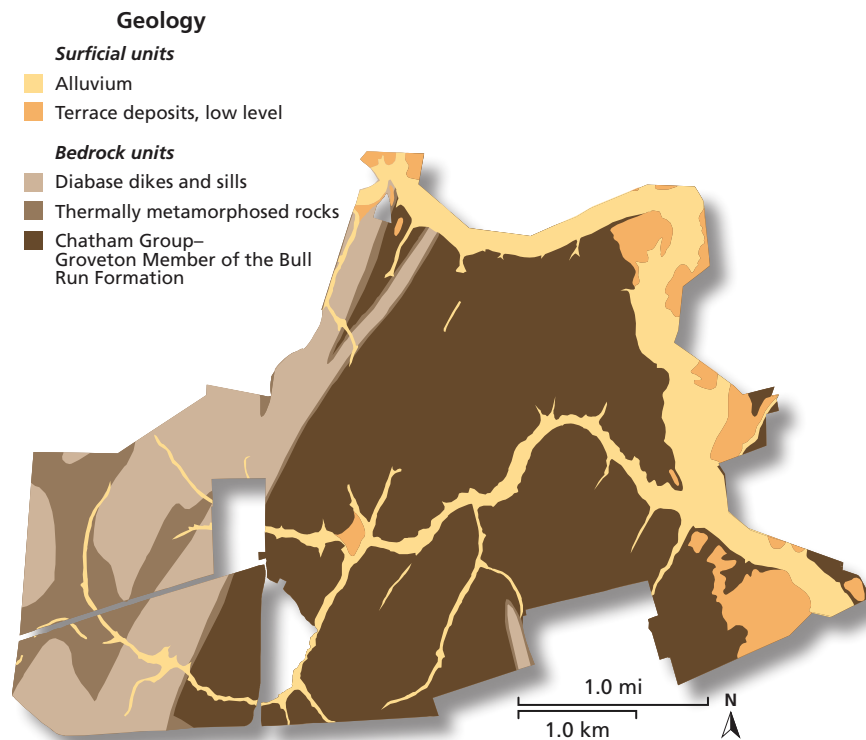 Geology
Surficial units
Alluvium
Terrace deposits, low level
Bedrock units
Diabase dikes and sills
Thermally metamorphosed rocks
Chatham Group–
Groveton Member of the Bull
Run Formation
1.0 mi
1.0 km
N